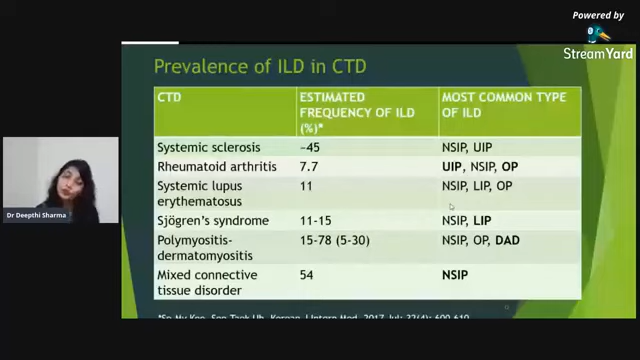 Powered by
StreamYard
Prevalence of ILD in CTD
CTD
ESTIMATED
FREQUENCY OF ILD
(%)*
MOST COMMON TYPE
OF ILD
Systemic sclerosis ~45 NSIP, UIP
Rheumatoid arthritis 7.7 UIP, NSIP, OP
Systemic lupus
erythematosus
11 NSIP, LIP, OP
Sjögren's syndrome 11-15 NSIP, LIP
Polymyositis-
dermatomyositis
15-78 (5-30) NSIP, OP, DAD
Mixed connective
tissue disorder
54 NSIP
Dr Deepthi Sharma